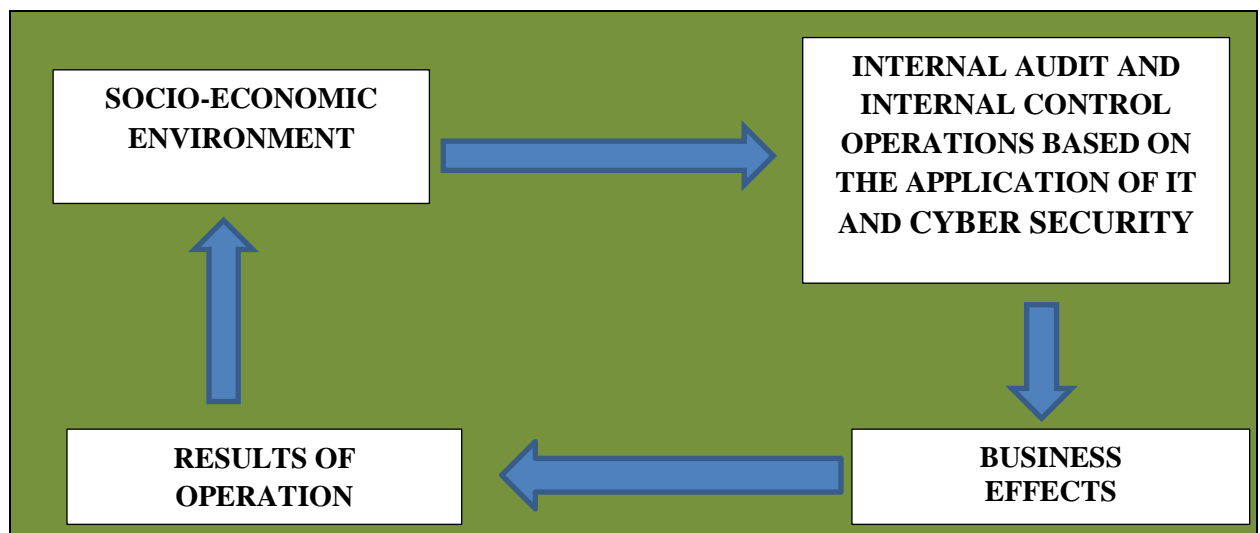 SOCIO-ECONOMIC
ENVIRONMENT
INTERNAL AUDIT AND
INTERNAL CONTROL
OPERATIONS BASED ON
THE APPLICATION OF IT
AND CYBER SECURITY
RESULTS OF
OPERATION
BUSINESS
EFFECTS